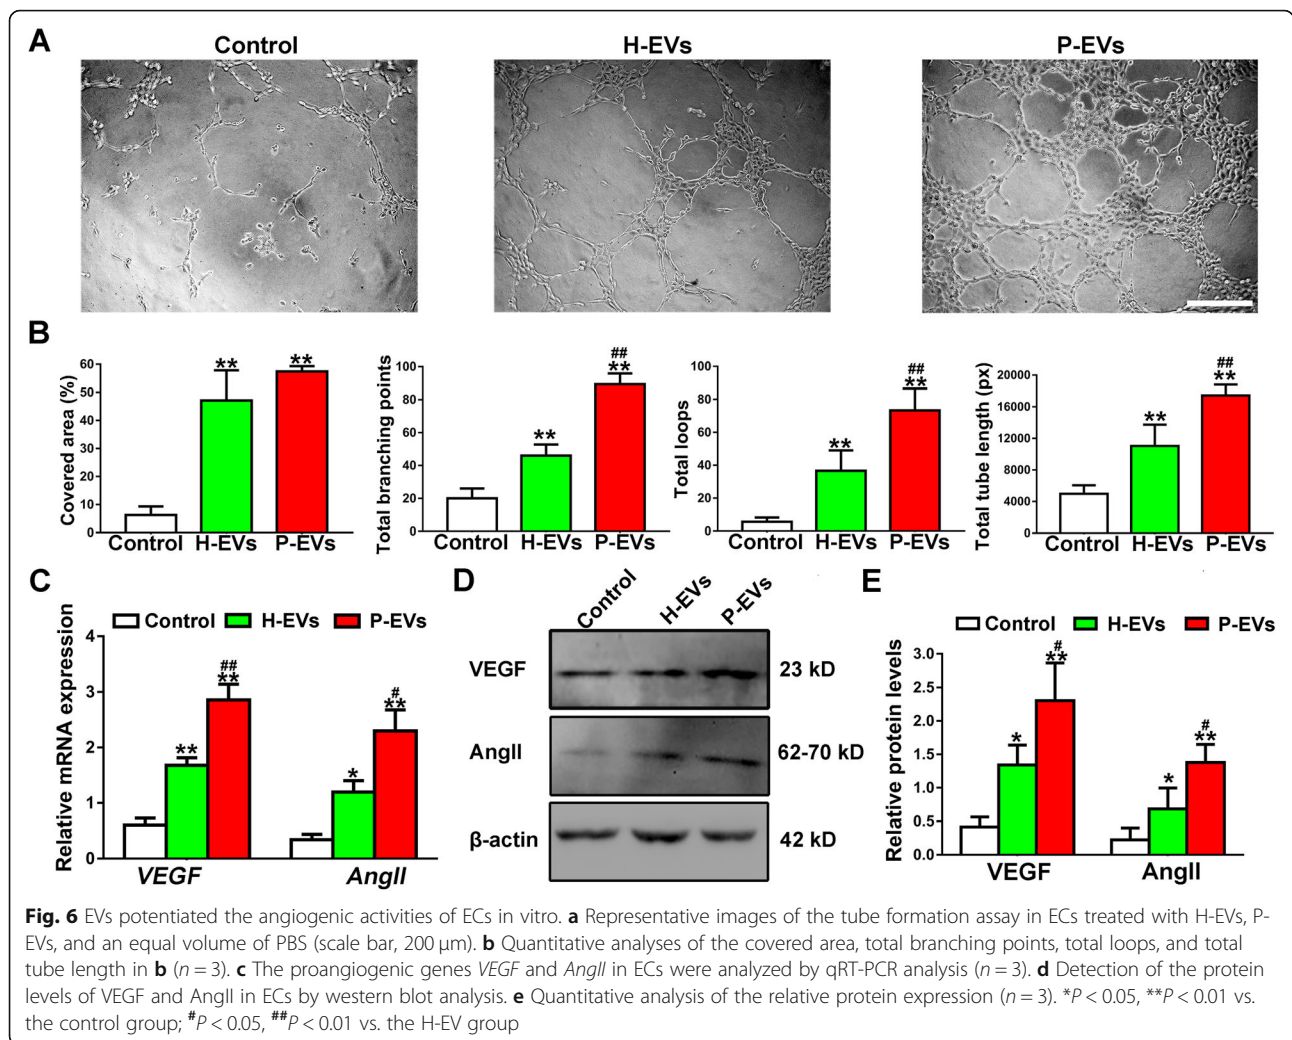 A
Control
H-EVs
P-EVs
B
Covered area (%)
60
50
40
30
20
10
0
Control H-EVs P-EVs
Total branching points
100
80
60
40
20
0
Control H-EVs P-EVs
Total loops
100
80
60
40
20
0
Control H-EVs P-EVs
Total tube length (px)
20000
16000
12000
8000
4000
0
Control H-EVs P-EVs
** **
** ## **
** ## **
** ## **
C
Control H-EVs P-EVs
Relative mRNA expression
4
3
2
1
0
** ## ** * # **
VEGF AngII
D
Control H-EVs P-EVs
VEGF 23 kD
AngII 62-70 kD
β-actin 42 kD
E
Control H-EVs P-EVs
Relative protein levels
3.0
2.5
2.0
1.5
1.0
0.5
0.0
* # ** * # **
VEGF AngII
Fig. 6 EVs potentiated the angiogenic activities of ECs in vitro. a Representative images of the tube formation assay in ECs treated with H-EVs, P-
EVs, and an equal volume of PBS (scale bar, 200 μm). b Quantitative analyses of the covered area, total branching points, total loops, and total
tube length in b (n = 3). c The proangiogenic genes VEGF and AngII in ECs were analyzed by qRT-PCR analysis (n = 3). d Detection of the protein
levels of VEGF and AngII in ECs by western blot analysis. e Quantitative analysis of the relative protein expression (n = 3). *P < 0.05, **P < 0.01 vs.
the control group; #P < 0.05, ##P < 0.01 vs. the H-EV group